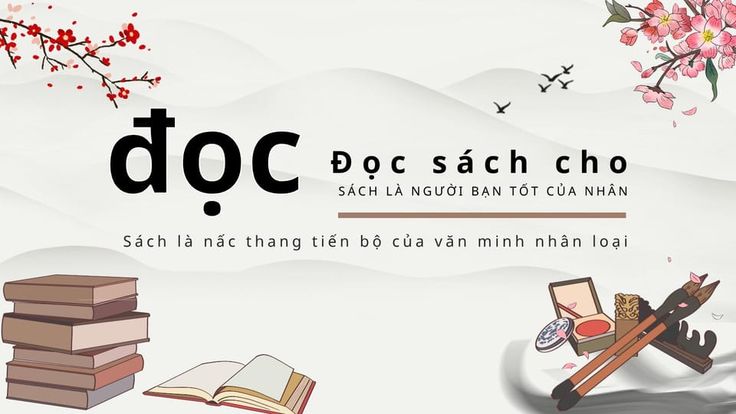 đọc
Đọc sách cho
SÁCH LÀ NGƯỜI BẠN TỐT CỦA NHÂN
Sách là nấc thang tiến bộ của văn minh nhân loại